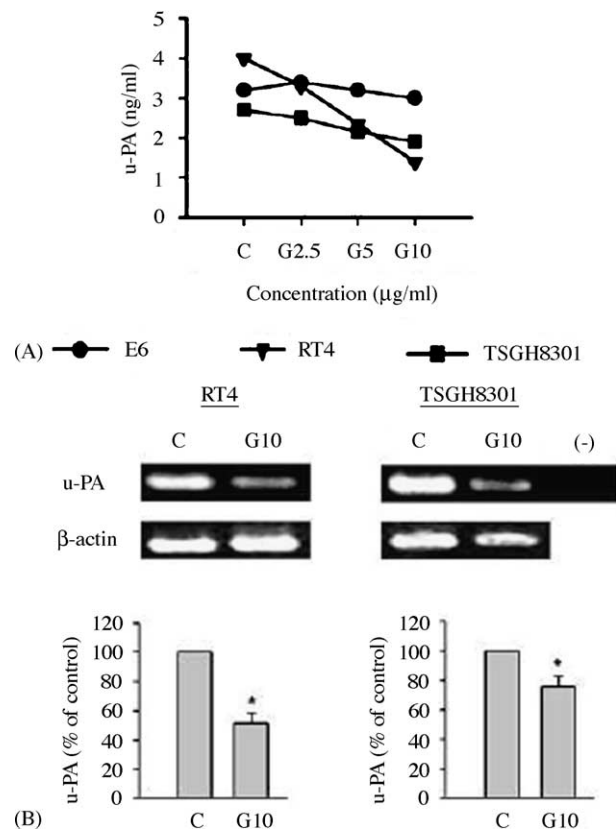 5
4
3
2
1
0
u-PA (ng/ml)
C G2.5 G5 G10
Concentration (μg/ml)
(A) E6 RT4 TSGH8301
RT4 TSGH8301
C G10 C G10 (-)
u-PA
β-actin
120
100
80
60
40
20
0
u-PA (% of control)
C G10
*
120
100
80
60
40
20
0
u-PA (% of control)
C G10
*
(B)